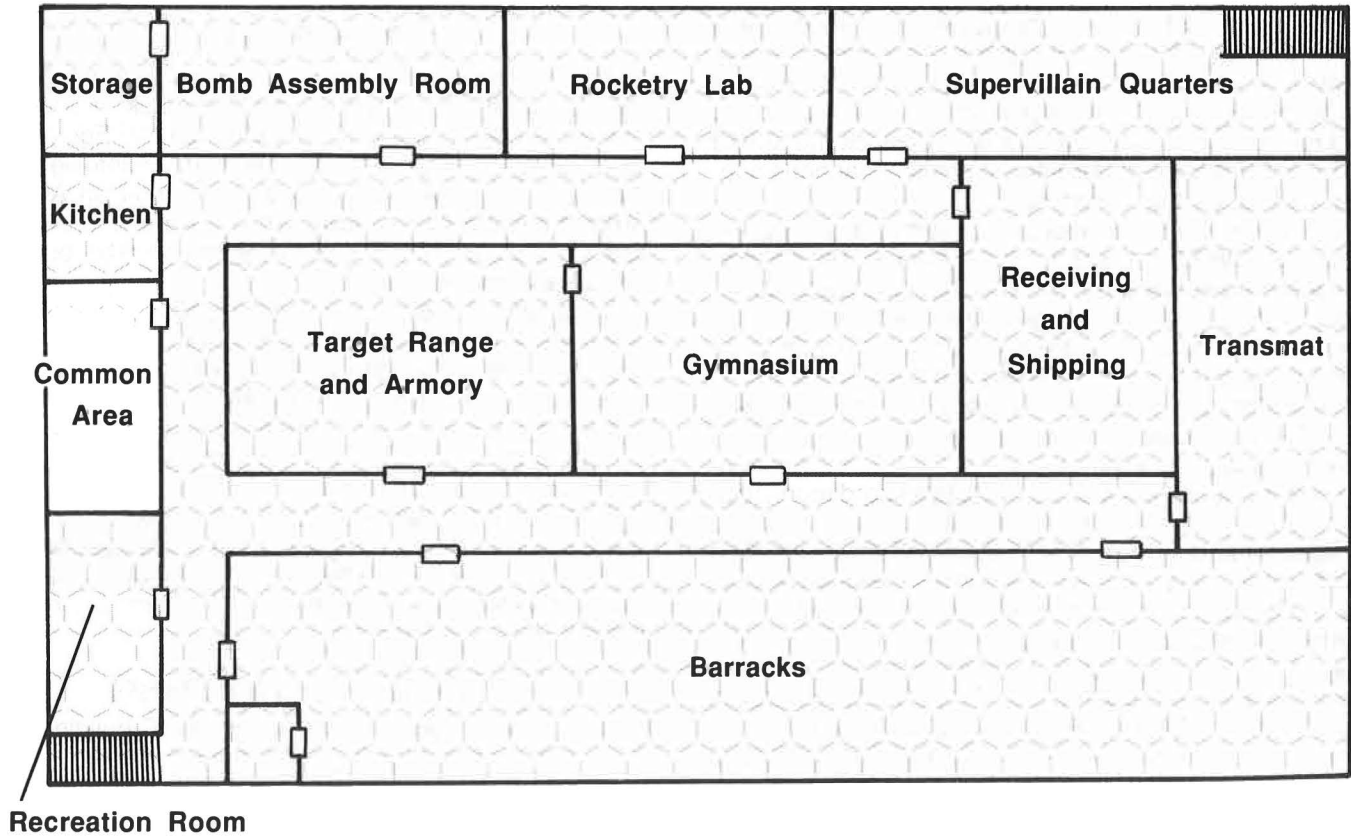 Storage
Bomb Assembly Room
Rocketry Lab
Supervillain Quarters
Kitchen
Common
Area
Target Range
and Armory
Gymnasium
Receiving
and
Shipping
Transmat
Barracks
Recreation Room